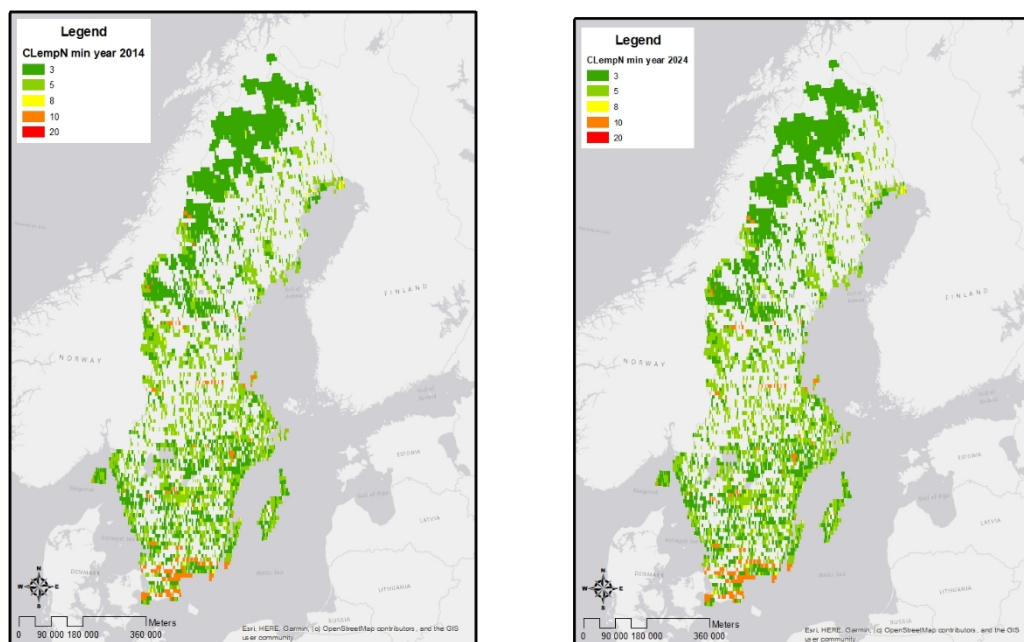 Legend
CLempN min year 2014
3
5
8
10
20
NORWAY
FINLAND
ESTONIA
LATVIA
LITHUANIA
DENMARK
RUSSIA
N
W E
S
Meters
0 90 000 180 000 360 000
Esri, HERE, Garmin, (c) OpenStreetMap contributors, and the GIS
user community
Legend
CLempN min year 2024
3
5
8
10
20
NORWAY
FINLAND
ESTONIA
LATVIA
LITHUANIA
DENMARK
RUSSIA
N
W E
S
Meters
0 90 000 180 000 360 000
Esri, HERE, Garmin, (c) OpenStreetMap contributors, and the GIS
user community